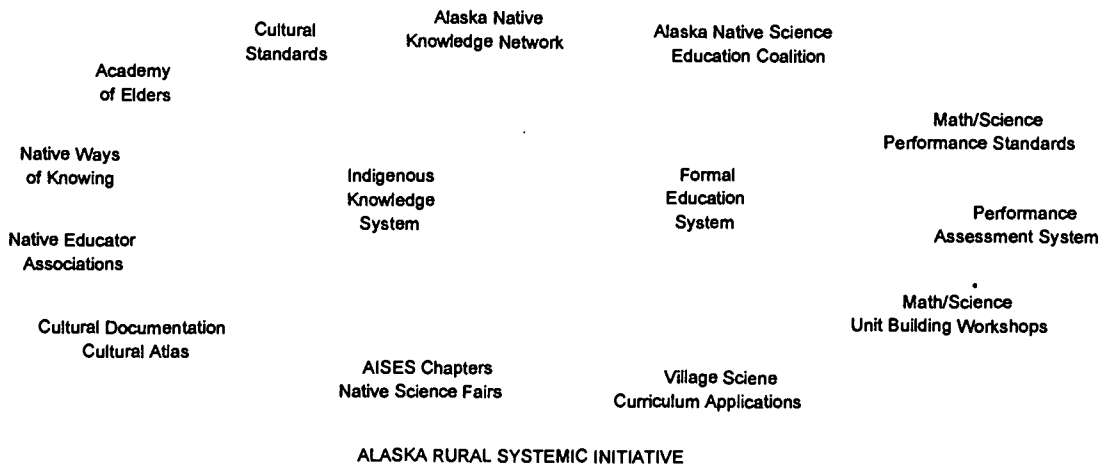 Cultural
Standards
Alaska Native
Knowledge Network
Alaska Native Science
Education Coalition
Academy
of Elders
Math/Science
Performance Standards
Native Ways
of Knowing
Indigenous
Knowledge
System
Formal
Education
System
Performance
Assessment System
Native Educator
Associations
Math/Science
Unit Building Workshops
Cultural Documentation
Cultural Atlas
AISES Chapters
Native Science Fairs
Village Sciene
Curriculum Applications
ALASKA RURAL SYSTEMIC INITIATIVE